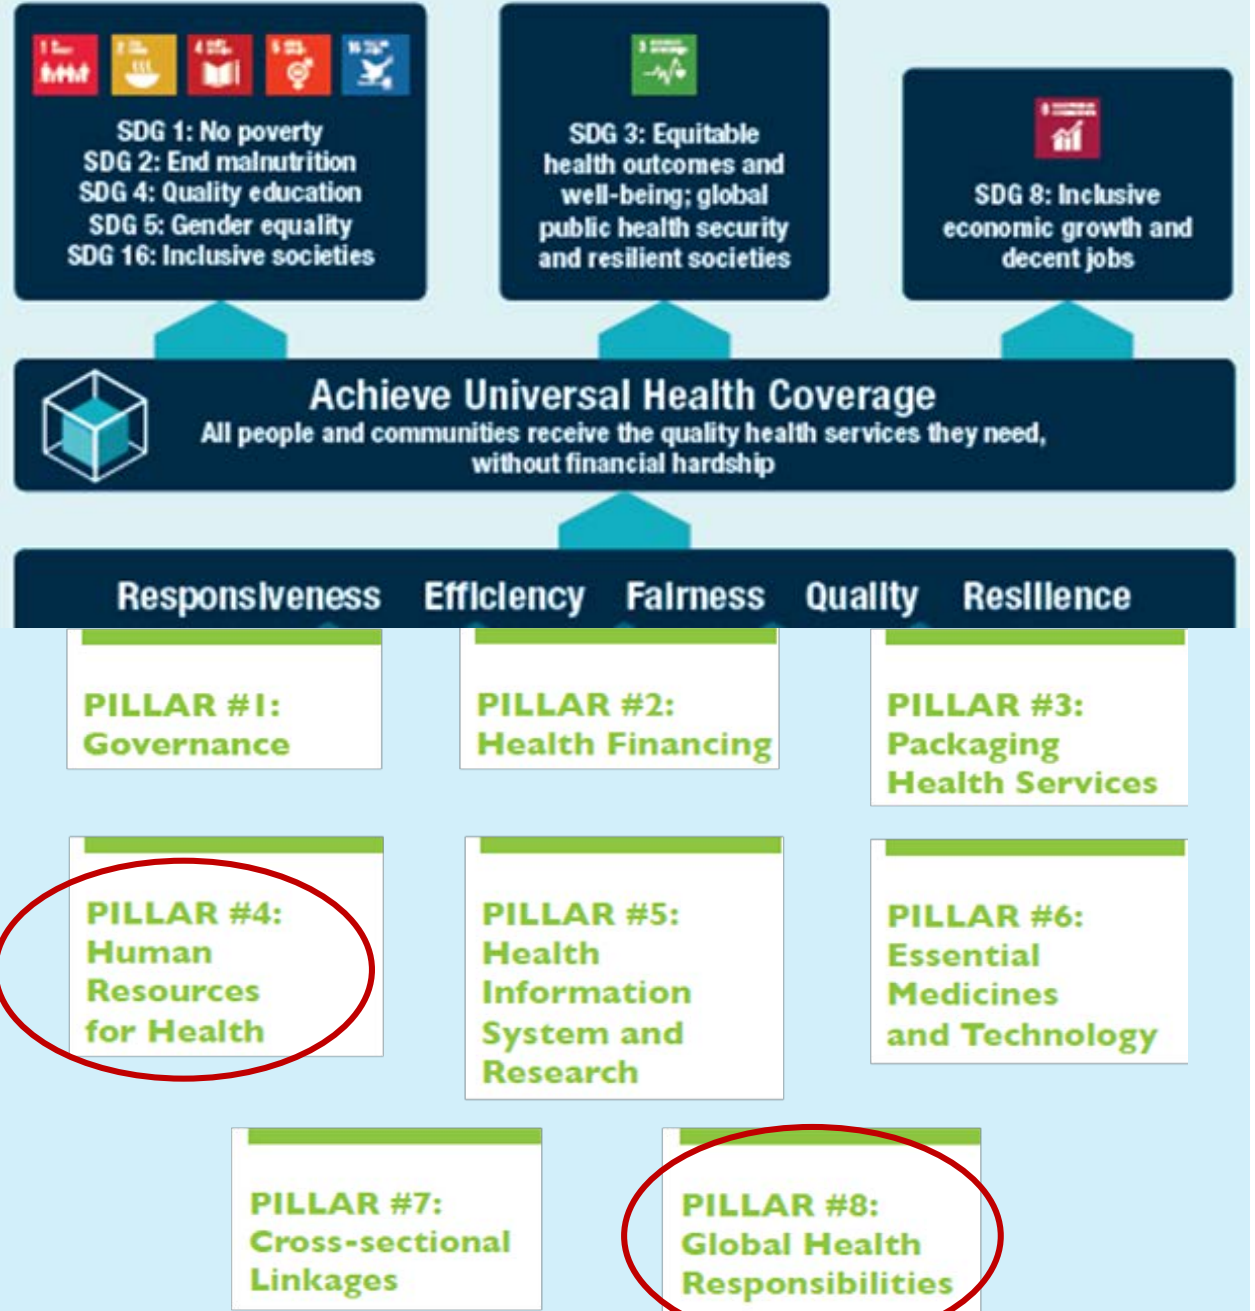 SDG 1: No poverty
SDG 2: End malnutrition
SDG 4: Quality education
SDG 5: Gender equality
SDG 16: Inclusive societies
SDG 3: Equitable
health outcomes and
well-being; global
public health security
and resilient societies
SDG 8: Inclusive
economic growth and
decent jobs
Achieve Universal Health Coverage
All people and communities receive the quality health services they need,
without financial hardship
Responsiveness Efficiency Fairness Quality Resilience
PILLAR #1:
Governance
PILLAR #2:
Health Financing
PILLAR #3:
Packaging
Health Services
PILLAR #4:
Human
Resources
for Health
PILLAR #5:
Health
Information
System and
Research
PILLAR #6:
Essential
Medicines
and Technology
PILLAR #7:
Cross-sectional
Linkages
PILLAR #8:
Global Health
Responsibilities